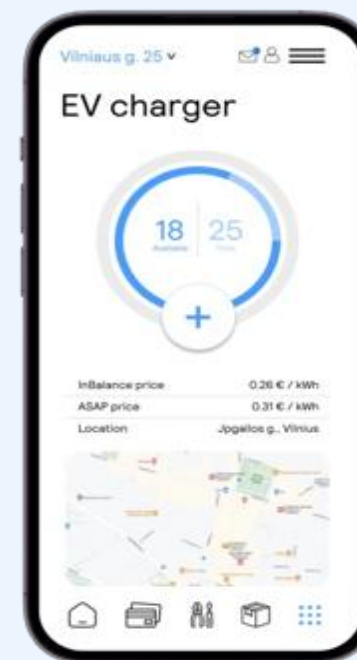 Vilniaus g. 25
EV charger
18 25
Available
InBalance price 0.26 € / kWh
ASAP price 0.31 € / kWh
Location Jogailos g., Vilnius